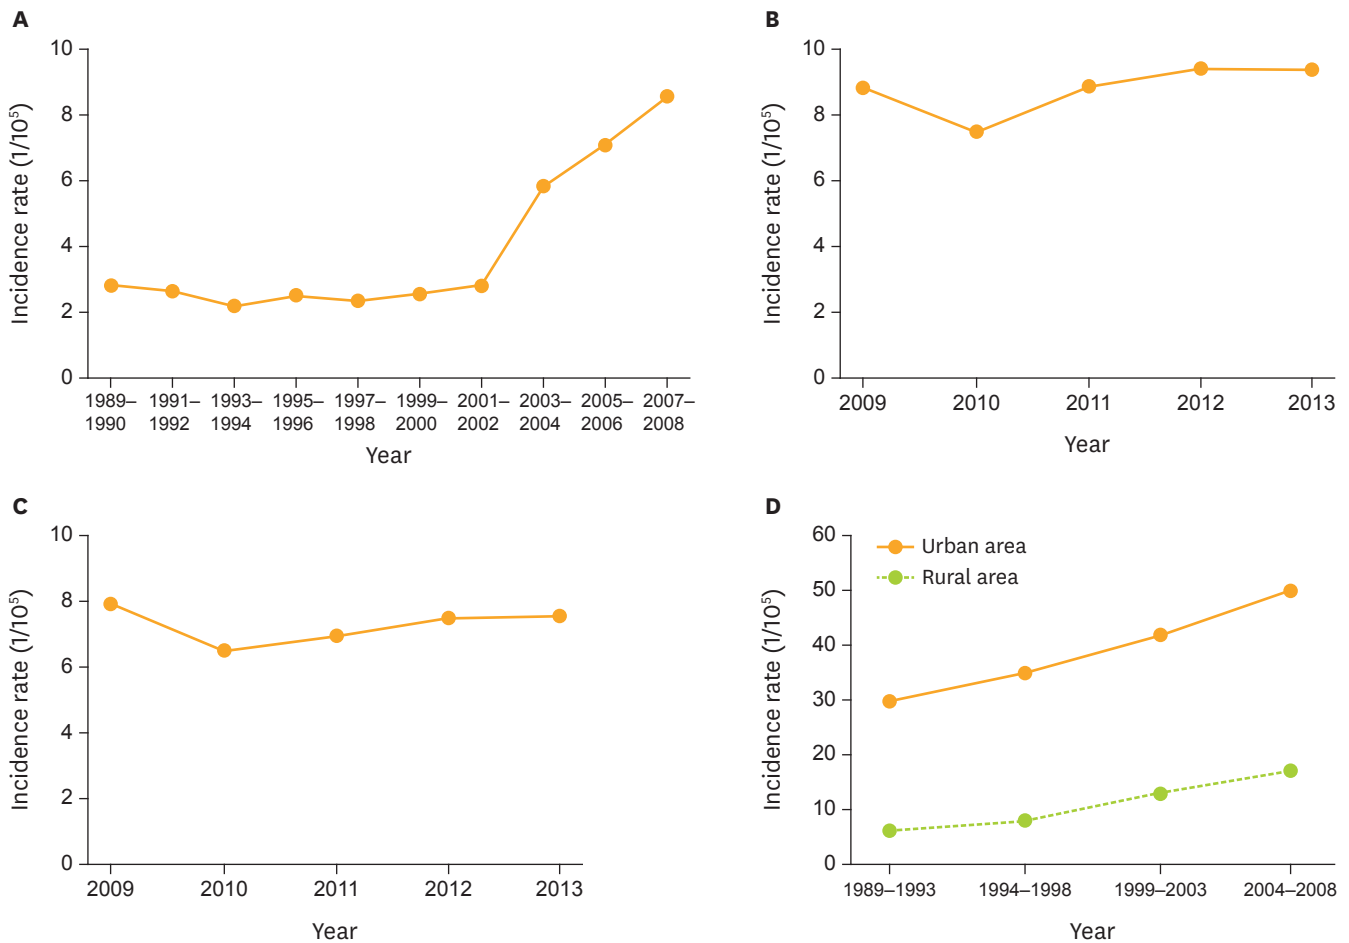 A
Incidence rate (1/10⁵)
10
8
6
4
2
0
1989– 1991– 1993– 1995– 1997– 1999– 2001– 2003– 2005– 2007–
1990 1992 1994 1996 1998 2000 2002 2004 2006 2008
Year
B
Incidence rate (1/10⁵)
10
8
6
4
2
0
2009 2010 2011 2012 2013
Year
C
Incidence rate (1/10⁵)
10
8
6
4
2
0
2009 2010 2011 2012 2013
Year
D
Incidence rate (1/10⁵)
60
50
40
30
20
10
0
Urban area
Rural area
1989–1993 1994–1998 1999–2003 2004–2008
Year